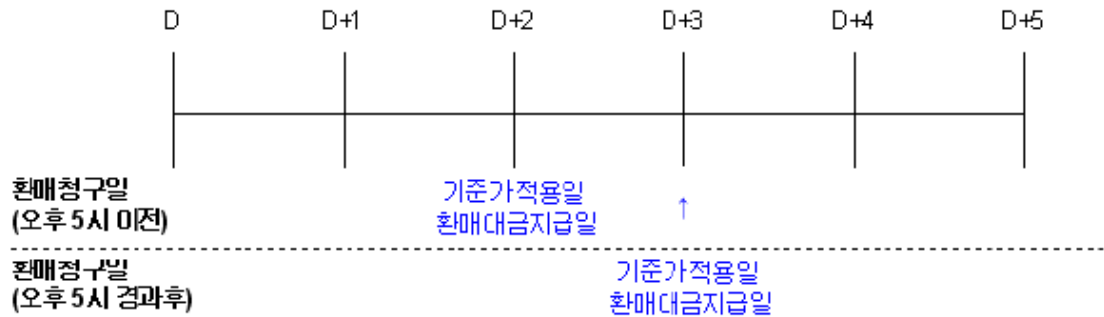 D D+1 D+2 D+3 D+4 D+5
환매청구일
(오후 5시 이전)
기준가적용일
환매대금지급일
↑
환매청구일
(오후 5시 경과후)
기준가적용일
환매대금지급일